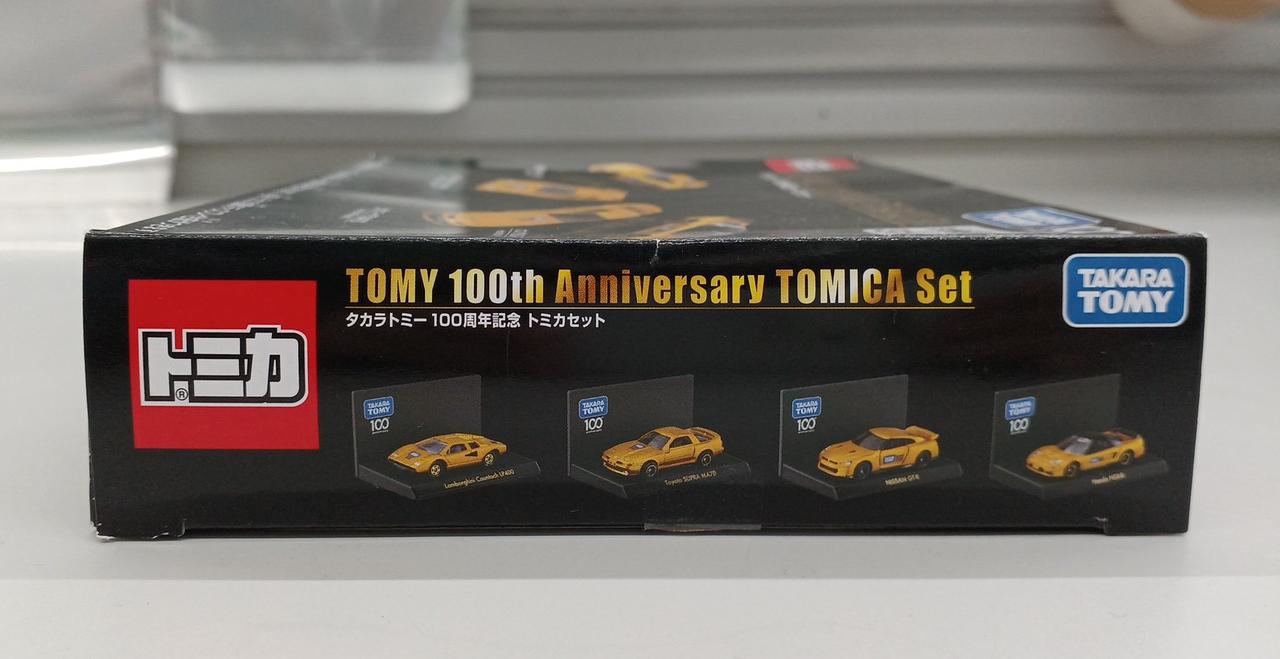 TOMY 100th Anniversary TOMICA Set
タカラトミー 100周年記念 トミカセット
トミカ
®
TAKARA
TOMY
TAKARA
TOMY
100
Lamborghini Countach LP400
TAKARA
TOMY
100
Toyota SUPRA MA70
TAKARA
TOMY
100
NISSAN GT-R
TAKARA
TOMY
100
Honda